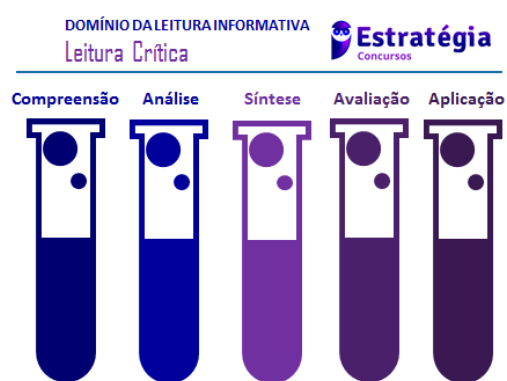 DOMÍNIO DA LEITURA INFORMATIVA
Leitura Crítica
Estratégia
Concursos
Compreensão Análise Síntese Avaliação Aplicação